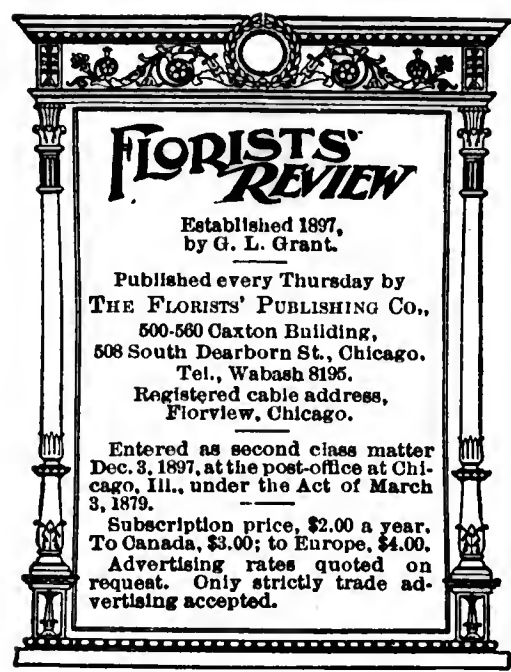 FLORISTS'
REVIEW
Established 1897,
by G. L. Grant.
Published every Thursday by
THE FLORISTS' PUBLISHING CO.,
500-560 Caxton Building,
508 South Dearborn St., Chicago.
Tel., Wabash 8195.
Registered cable address,
Florview, Chicago.
Entered as second class matter
Dec. 3, 1897, at the post-office at Chi-
cago, Ill., under the Act of March
3, 1879.
Subscription price, $2.00 a year.
To Canada, $3.00; to Europe, $4.00.
Advertising rates quoted on
request. Only strictly trade ad-
vertising accepted.